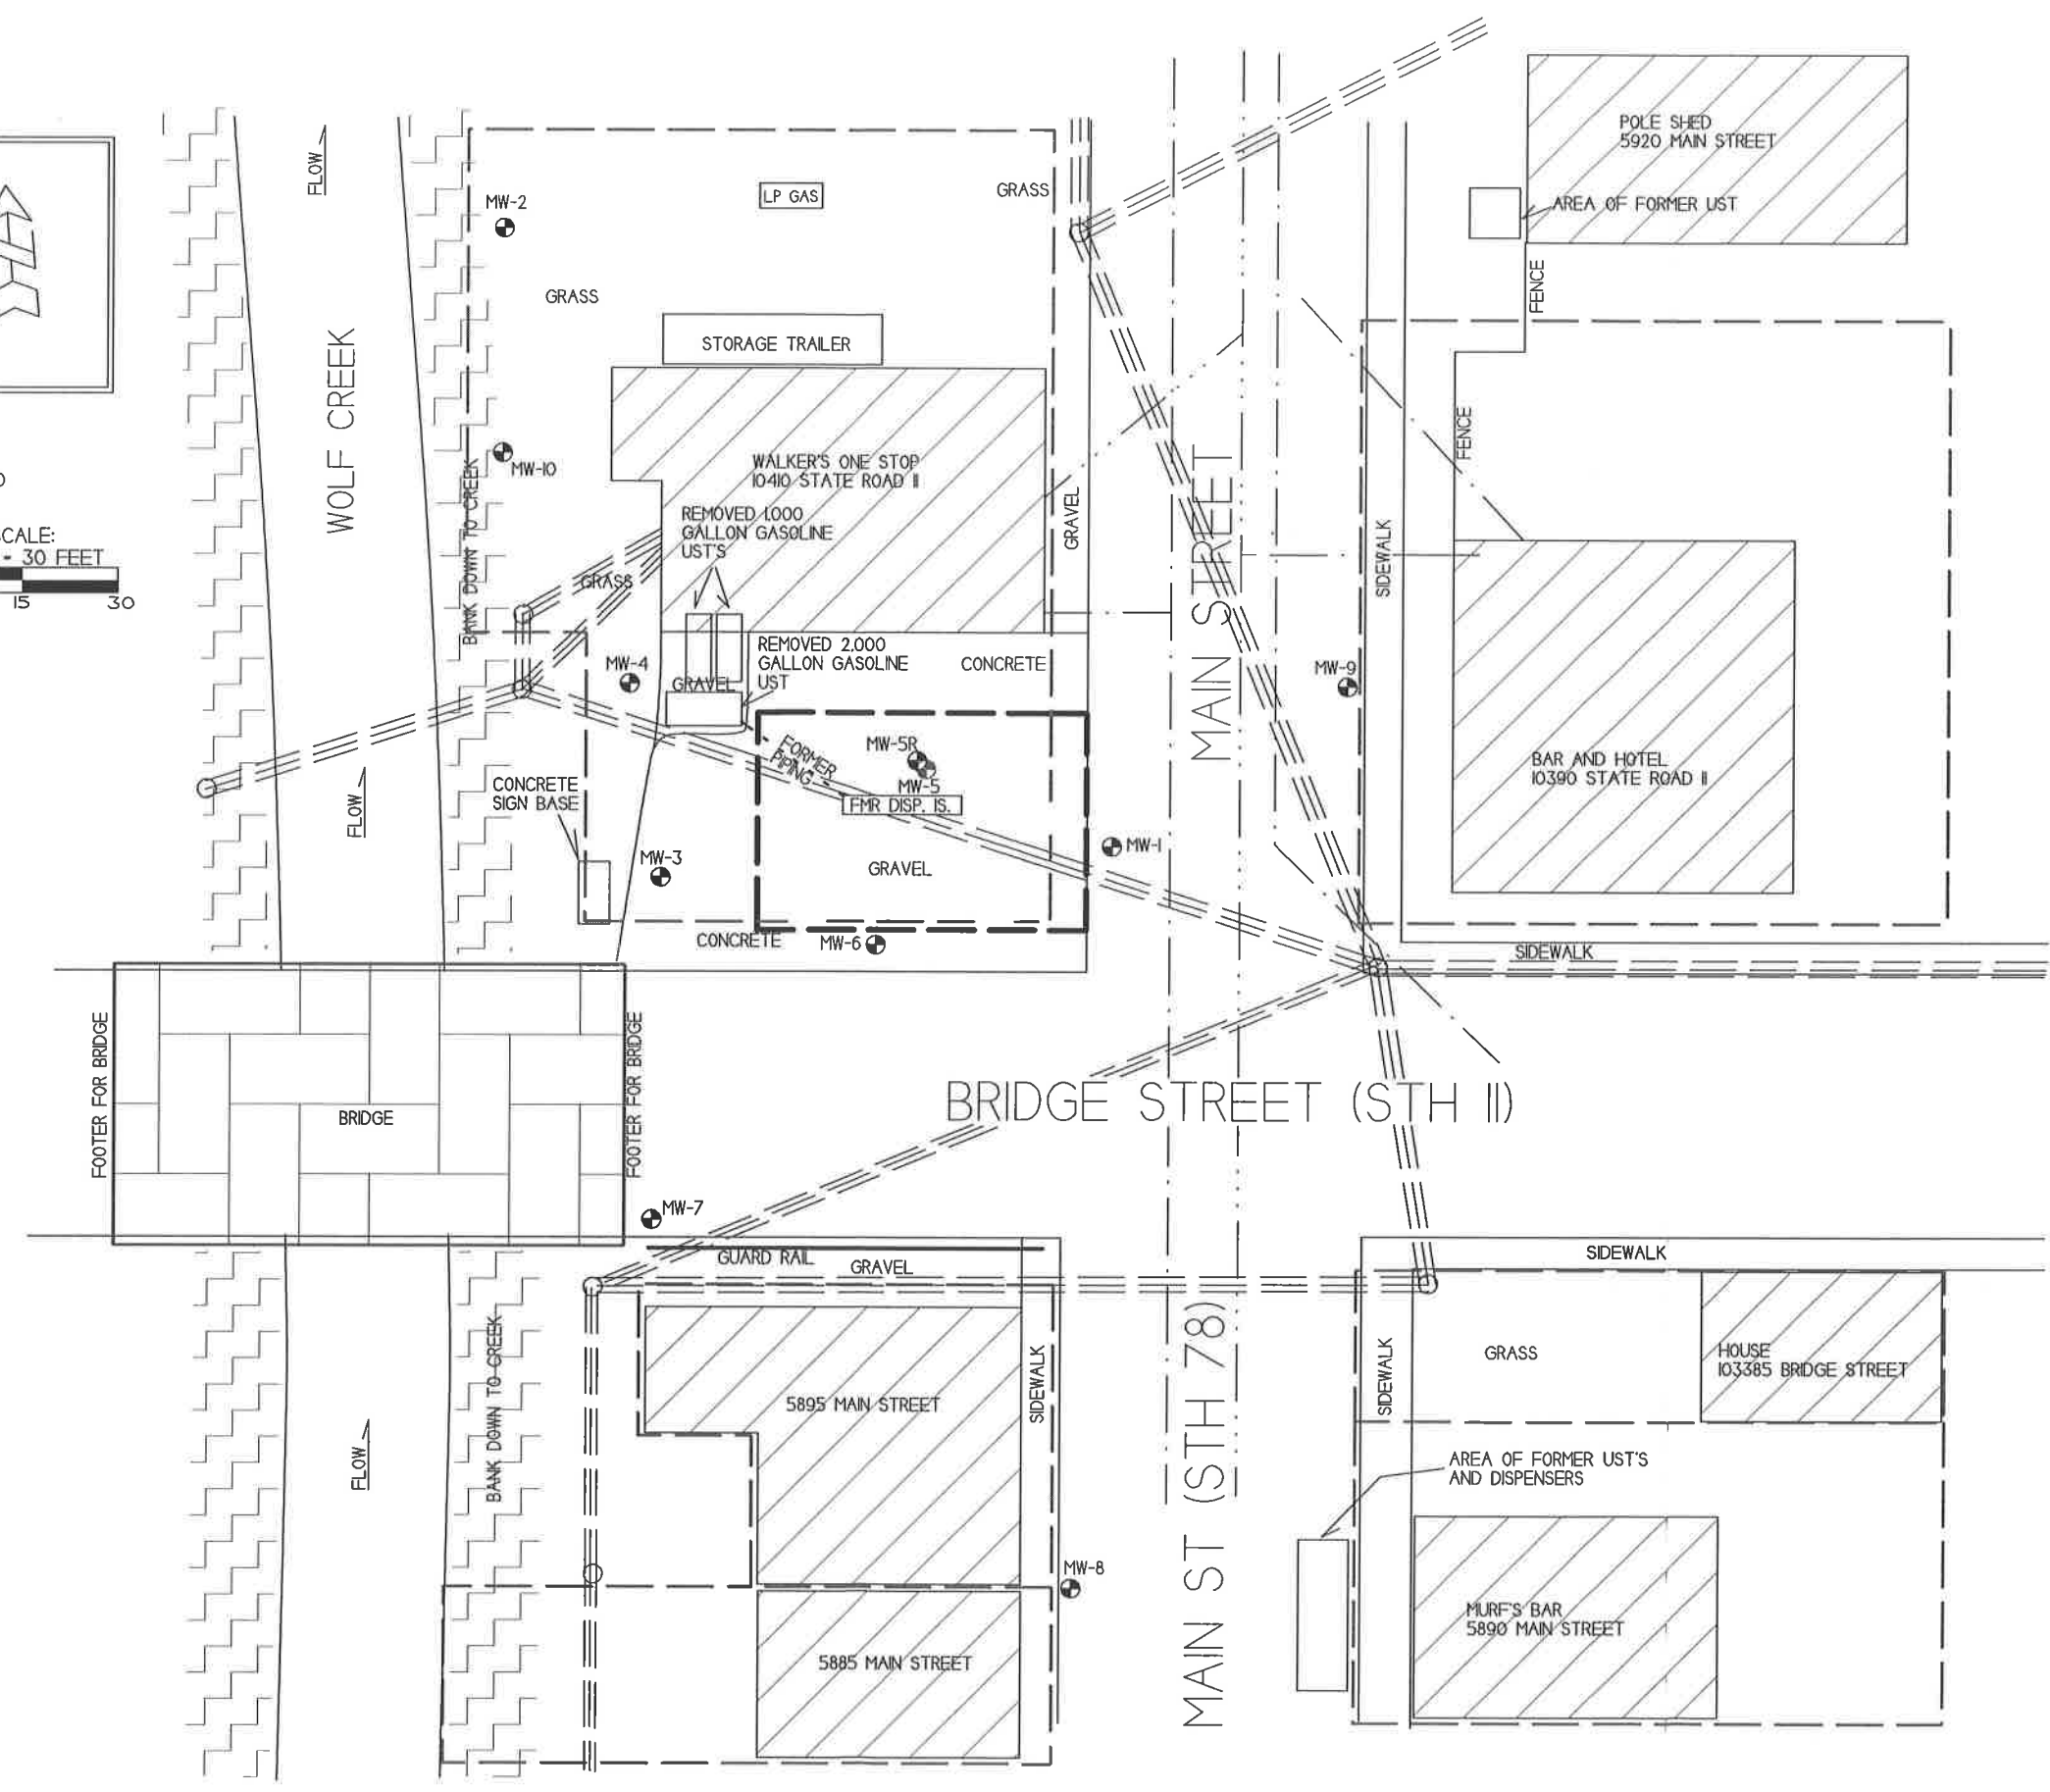 POLE SHED
5920 MAIN STREET
AREA OF FORMER UST
FENCE
FLOW
MW-2
LP GAS
GRASS
GRASS
STORAGE TRAILER
WOLF CREEK
MW-10
BANK DOWN TO CREEK
WALKER'S ONE STOP
10410 STATE ROAD 11
REMOVED 1,000
GALLON GASOLINE
UST'S
GRAVEL
MAIN STREET
SIDEWALK
FENCE
- 30 FEET
15
30
GRASS
MW-4
GRAVEL
REMOVED 2,000
GALLON GASOLINE
UST
CONCRETE
MW-9
BAR AND HOTEL
10390 STATE ROAD 11
FLOW
CONCRETE
SIGN BASE
FORMER
PIPING
MW-5R
MW-5
FMR DISP. IS.
MW-3
GRAVEL
MW-1
CONCRETE
MW-6
SIDEWALK
FOOTER FOR BRIDGE
BRIDGE
FOOTER FOR BRIDGE
BRIDGE STREET (STH 11)
MW-7
GUARD RAIL
GRAVEL
SIDEWALK
FLOW
BANK DOWN TO CREEK
5895 MAIN STREET
SIDEWALK
MAIN ST (STH 78)
SIDEWALK
GRASS
HOUSE
103385 BRIDGE STREET
AREA OF FORMER UST'S
AND DISPENSERS
MW-8
5885 MAIN STREET
MURF'S BAR
5890 MAIN STREET